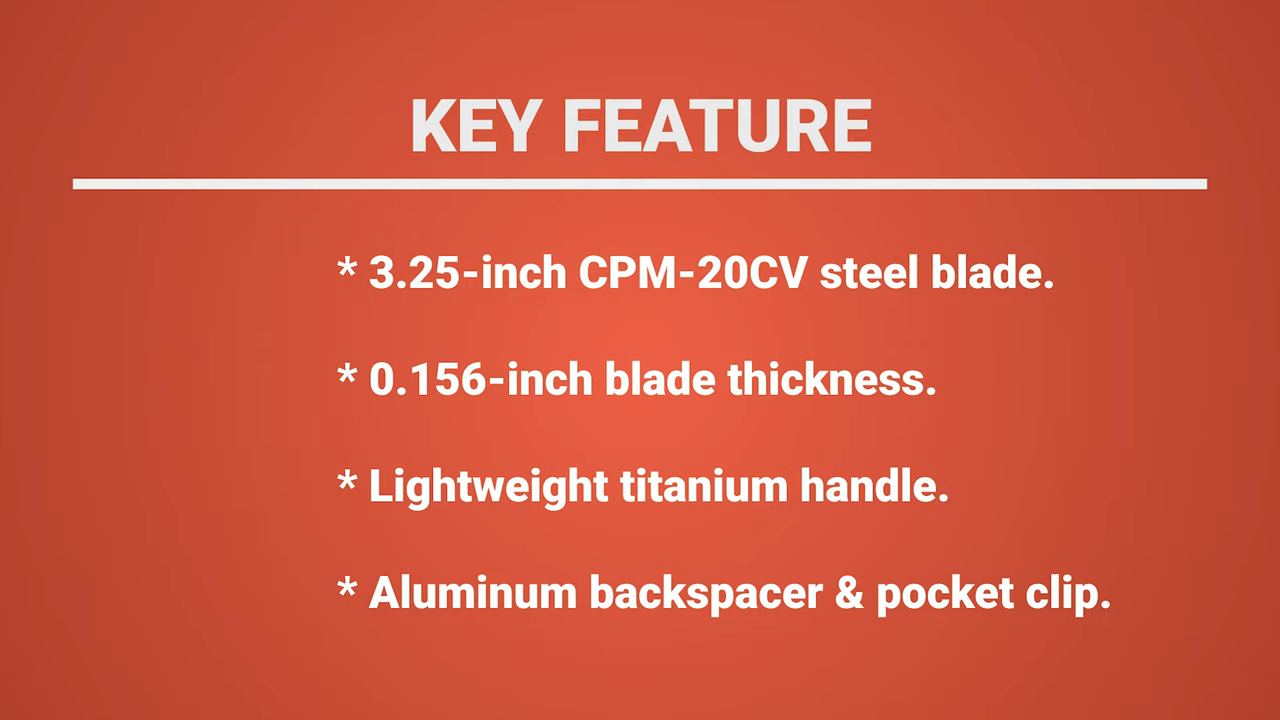 KEY FEATURE
* 3.25-inch CPM-20CV steel blade.
* 0.156-inch blade thickness.
* Lightweight titanium handle.
* Aluminum backspacer & pocket clip.